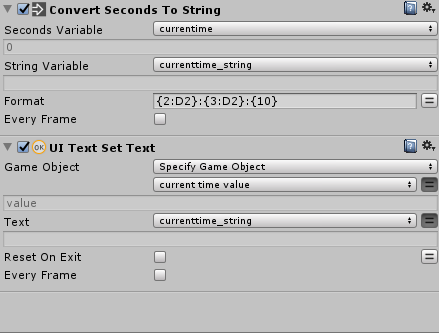 Convert Seconds To String
Seconds Variable currentime
0
String Variable currenttime_string
Format {2:D2}:{3:D2}:{10}
Every Frame
OK UI Text Set Text
Game Object Specify Game Object
current time value
value
Text currenttime_string
Reset On Exit
Every Frame